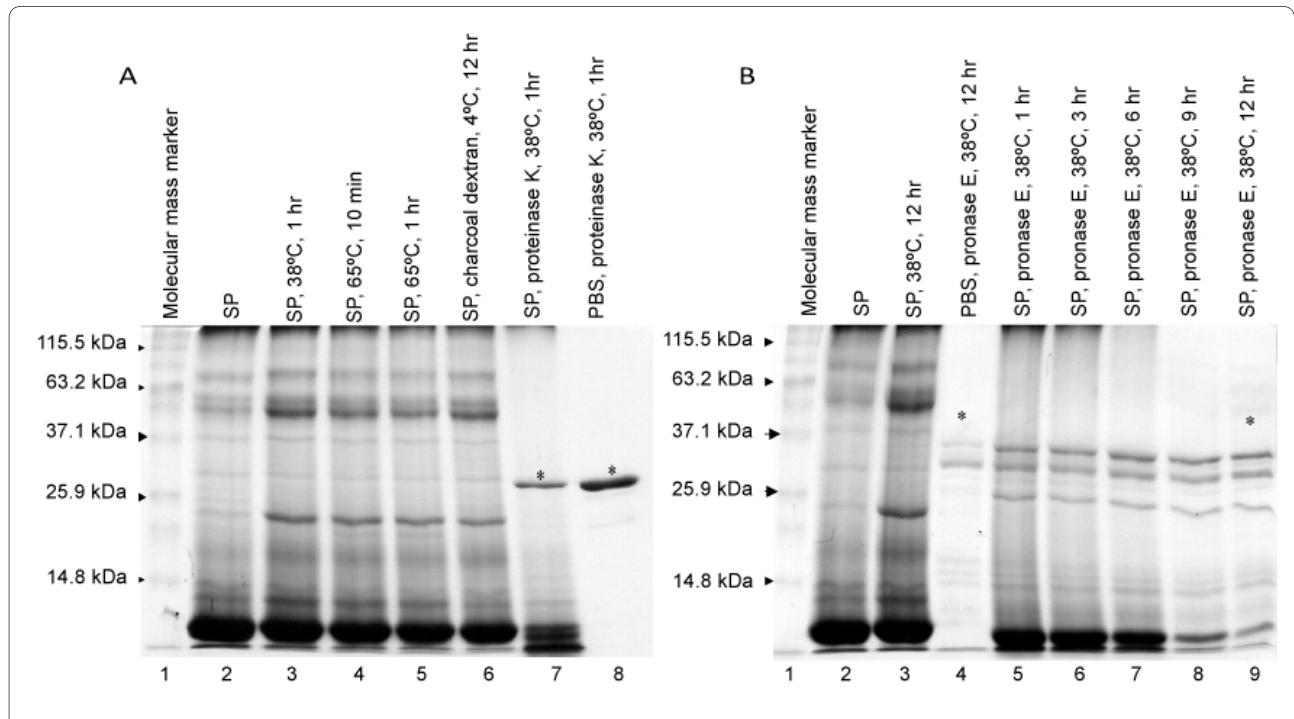 A
Molecular mass marker
SP
SP, 38ºC, 1 hr
SP, 65ºC, 10 min
SP, 65ºC, 1 hr
SP, charcoal dextran, 4ºC, 12 hr
SP, proteinase K, 38ºC, 1hr
PBS, proteinase K, 38ºC, 1hr
115.5 kDa
63.2 kDa
37.1 kDa
25.9 kDa
14.8 kDa
*
*
1 2 3 4 5 6 7 8
B
Molecular mass marker
SP
SP, 38ºC, 12 hr
PBS, pronase E, 38ºC, 12 hr
SP, pronase E, 38ºC, 1 hr
SP, pronase E, 38ºC, 3 hr
SP, pronase E, 38ºC, 6 hr
SP, pronase E, 38ºC, 9 hr
SP, pronase E, 38ºC, 12 hr
115.5 kDa
63.2 kDa
37.1 kDa
25.9 kDa
14.8 kDa
*
*
1 2 3 4 5 6 7 8 9